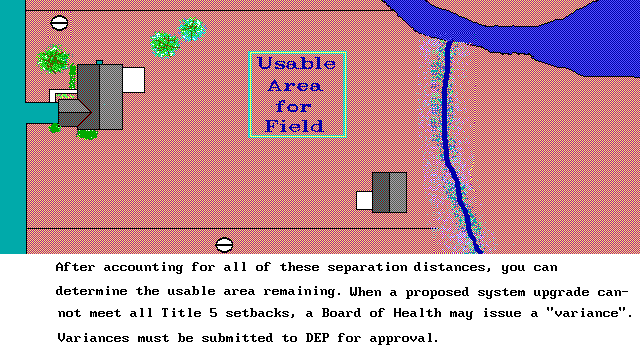 Usable
Area
for
Field
After accounting for all of these separation distances, you can
determine the usable area remaining. When a proposed system upgrade can-
not meet all Title 5 setbacks, a Board of Health may issue a "variance".
Variances must be submitted to DEP for approval.